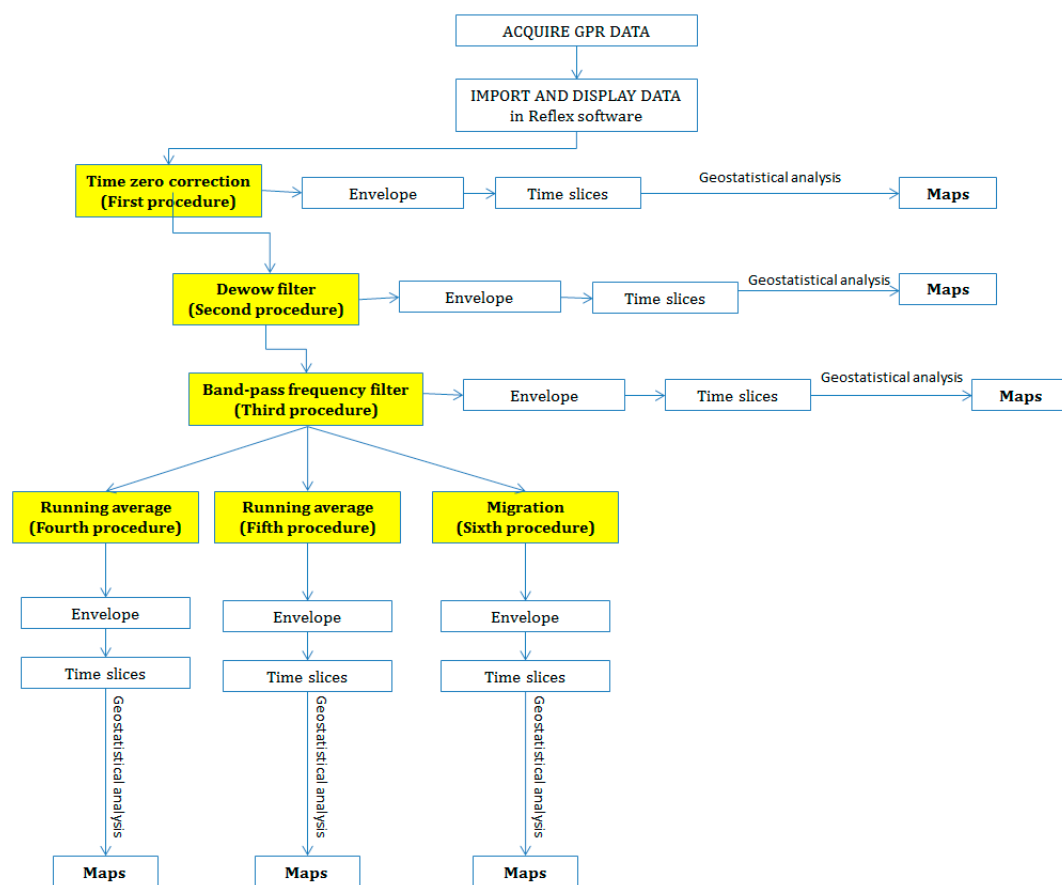 ACQUIRE GPR DATA
IMPORT AND DISPLAY DATA
in Reflex software
Time zero correction
(First procedure)
Envelope
Time slices
Geostatistical analysis
Maps
Dewow filter
(Second procedure)
Envelope
Time slices
Geostatistical analysis
Maps
Band-pass frequency filter
(Third procedure)
Envelope
Time slices
Geostatistical analysis
Maps
Running average
(Fourth procedure)
Envelope
Time slices
Geostatistical analysis
Maps
Running average
(Fifth procedure)
Envelope
Time slices
Geostatistical analysis
Maps
Migration
(Sixth procedure)
Envelope
Time slices
Geostatistical analysis
Maps